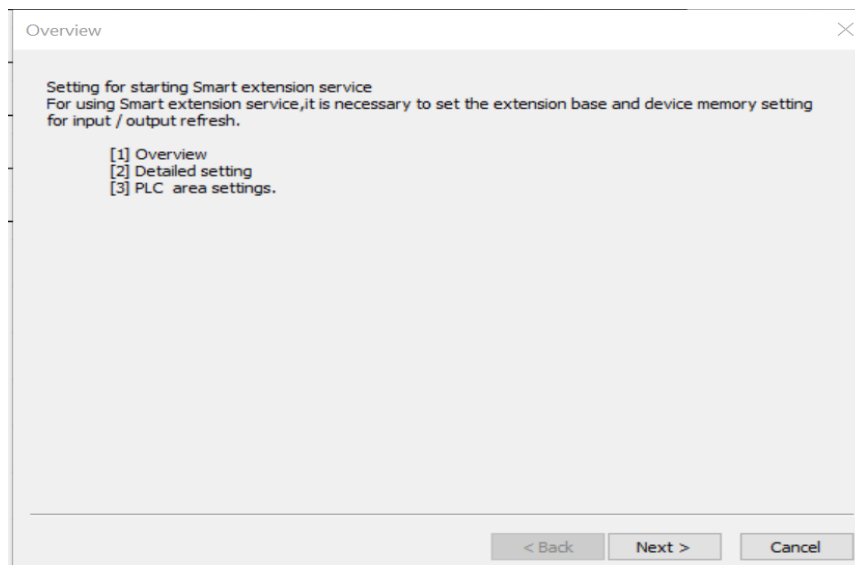 Overview
Setting for starting Smart extension service
For using Smart extension service,it is necessary to set the extension base and device memory setting
for input / output refresh.
[1] Overview
[2] Detailed setting
[3] PLC  area settings.
< Back
Next >
Cancel